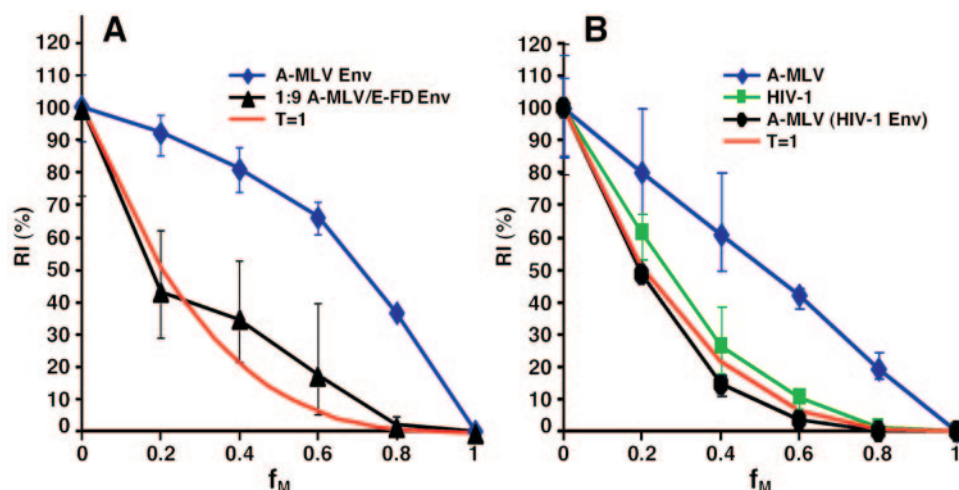 A
A-MLV Env
1:9 A-MLV/E-FD Env
T=1
RI (%)
120
110
100
90
80
70
60
50
40
30
20
10
0
0 0.2 0.4 0.6 0.8 1
fM
B
A-MLV
HIV-1
A-MLV (HIV-1 Env)
T=1
RI (%)
120
110
100
90
80
70
60
50
40
30
20
10
0
0 0.2 0.4 0.6 0.8 1
fM